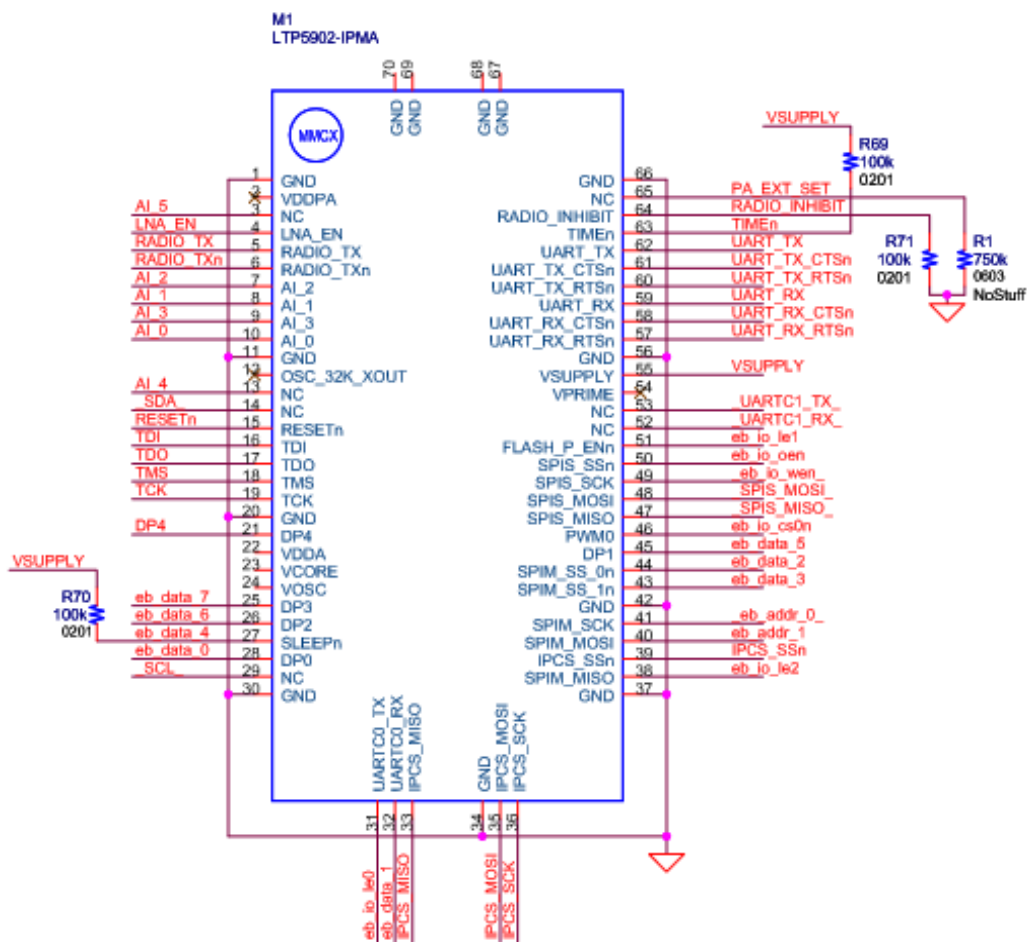 M1
LTP5902-IPMA
70 69 68 67
GND GND GND GND
MMCX
VSUPPLY
R69
100k
0201
1 GND
2 VDDPA
AI_5 3 NC
LNA_EN 4 LNA_EN
RADIO_TX 5 RADIO_TX
RADIO_TXn 6 RADIO_TXn
AI_2 7 AI_2
AI_1 8 AI_1
AI_3 9 AI_3
AI_0 10 AI_0
11 GND
12 OSC_32K_XOUT
AI_4 13 NC
_SDA_ 14 NC
RESETn 15 RESETn
TDI 16 TDI
TDO 17 TDO
TMS 18 TMS
TCK 19 TCK
20 GND
DP4 21 DP4
22 VDDA
23 VCORE
24 VOSC
eb_data_7 25 DP3
eb_data_6 26 DP2
eb_data_4 27 SLEEPn
eb_data_0 28 DP0
_SCL_ 29 NC
30 GND
VSUPPLY
R70
100k
0201
GND 66
NC 65 PA_EXT_SET
RADIO_INHIBIT 64 RADIO_INHIBIT
TIMEn 63 TIMEn
UART_TX 62 UART_TX
UART_TX_CTSn 61 UART_TX_CTSn
UART_TX_RTSn 60 UART_TX_RTSn
UART_RX 59 UART_RX
UART_RX_CTSn 58 UART_RX_CTSn
UART_RX_RTSn 57 UART_RX_RTSn
GND 56
VSUPPLY 55 VSUPPLY
VPRIME 54
NC 53 _UARTC1_TX_
NC 52 _UARTC1_RX_
FLASH_P_ENn 51 eb_io_le1
SPIS_SSn 50 eb_io_oen
SPIS_SCK 49 _eb_io_wen_
SPIS_MOSI 48 _SPIS_MOSI_
SPIS_MISO 47 _SPIS_MISO_
PWM0 46 eb_io_cs0n
DP1 45 eb_data_5
SPIM_SS_0n 44 eb_data_2
SPIM_SS_1n 43 eb_data_3
GND 42
SPIM_SCK 41 _eb_addr_0_
SPIM_MOSI 40 eb_addr_1
IPCS_SSn 39 IPCS_SSn
SPIM_MISO 38 eb_io_le2
GND 37
R71
100k
0201
R1
750k
0603
NoStuff
UARTC0_TX 31 eb_io_le0
UARTC0_RX 32 eb_data_1
IPCS_MISO 33 IPCS_MISO
GND 34
IPCS_MOSI 35 IPCS_MOSI
IPCS_SCK 36 IPCS_SCK